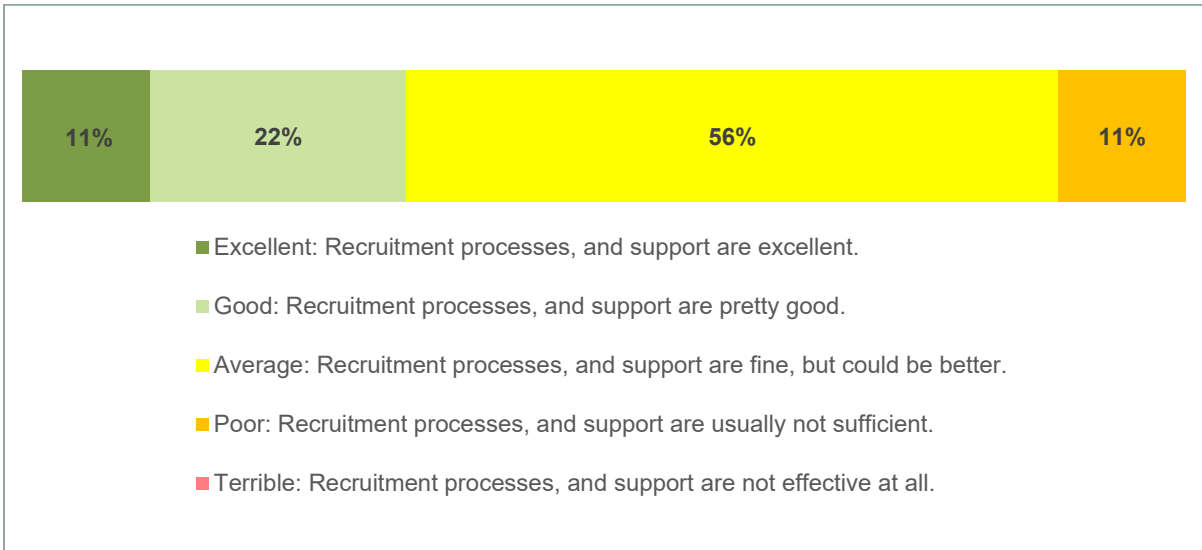 11%
22%
56%
11%
Excellent: Recruitment processes, and support are excellent.
Good: Recruitment processes, and support are pretty good.
Average: Recruitment processes, and support are fine, but could be better.
Poor: Recruitment processes, and support are usually not sufficient.
Terrible: Recruitment processes, and support are not effective at all.